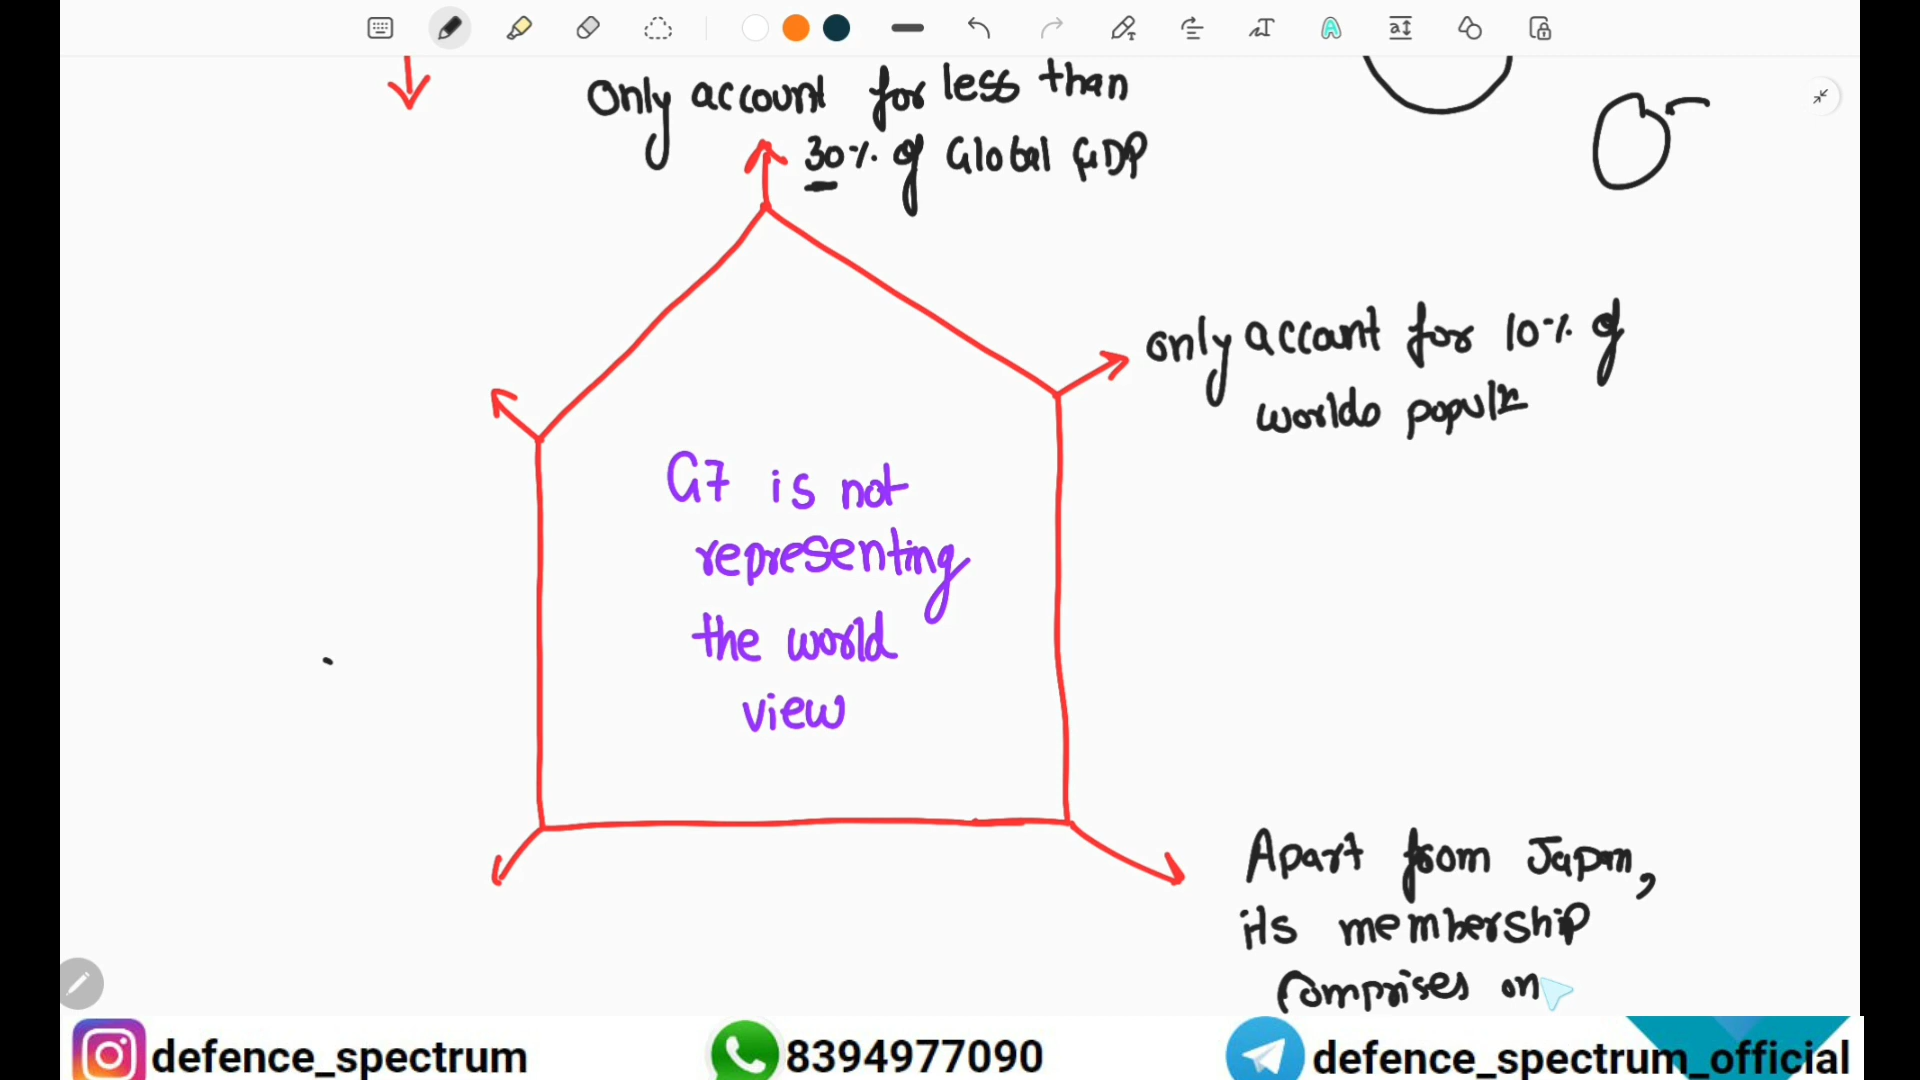 Only account for less than
30% of Global GDP
only account for 10% of
worlds populn
G7 is not
representing
the world
view
Apart from Japan,
its membership
comprises on
defence_spectrum
8394977090
defence_spectrum_official